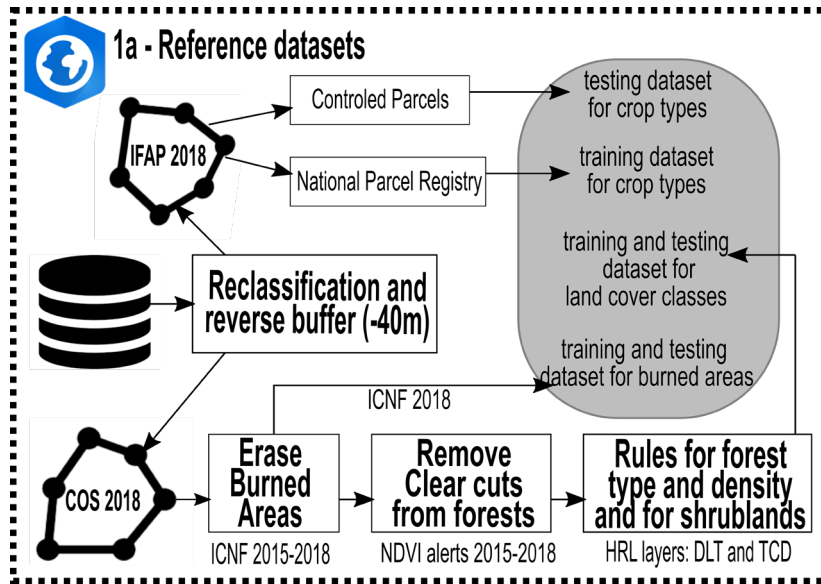 1a - Reference datasets
IFAP 2018
Controled Parcels
testing dataset
for crop types
National Parcel Registry
training dataset
for crop types
Reclassification and
reverse buffer (-40m)
training and testing
dataset for
land cover classes
training and testing
dataset for burned areas
ICNF 2018
COS 2018
Erase
Burned
Areas
ICNF 2015-2018
Remove
Clear cuts
from forests
NDVI alerts 2015-2018
Rules for forest
type and density
and for shrublands
HRL layers: DLT and TCD